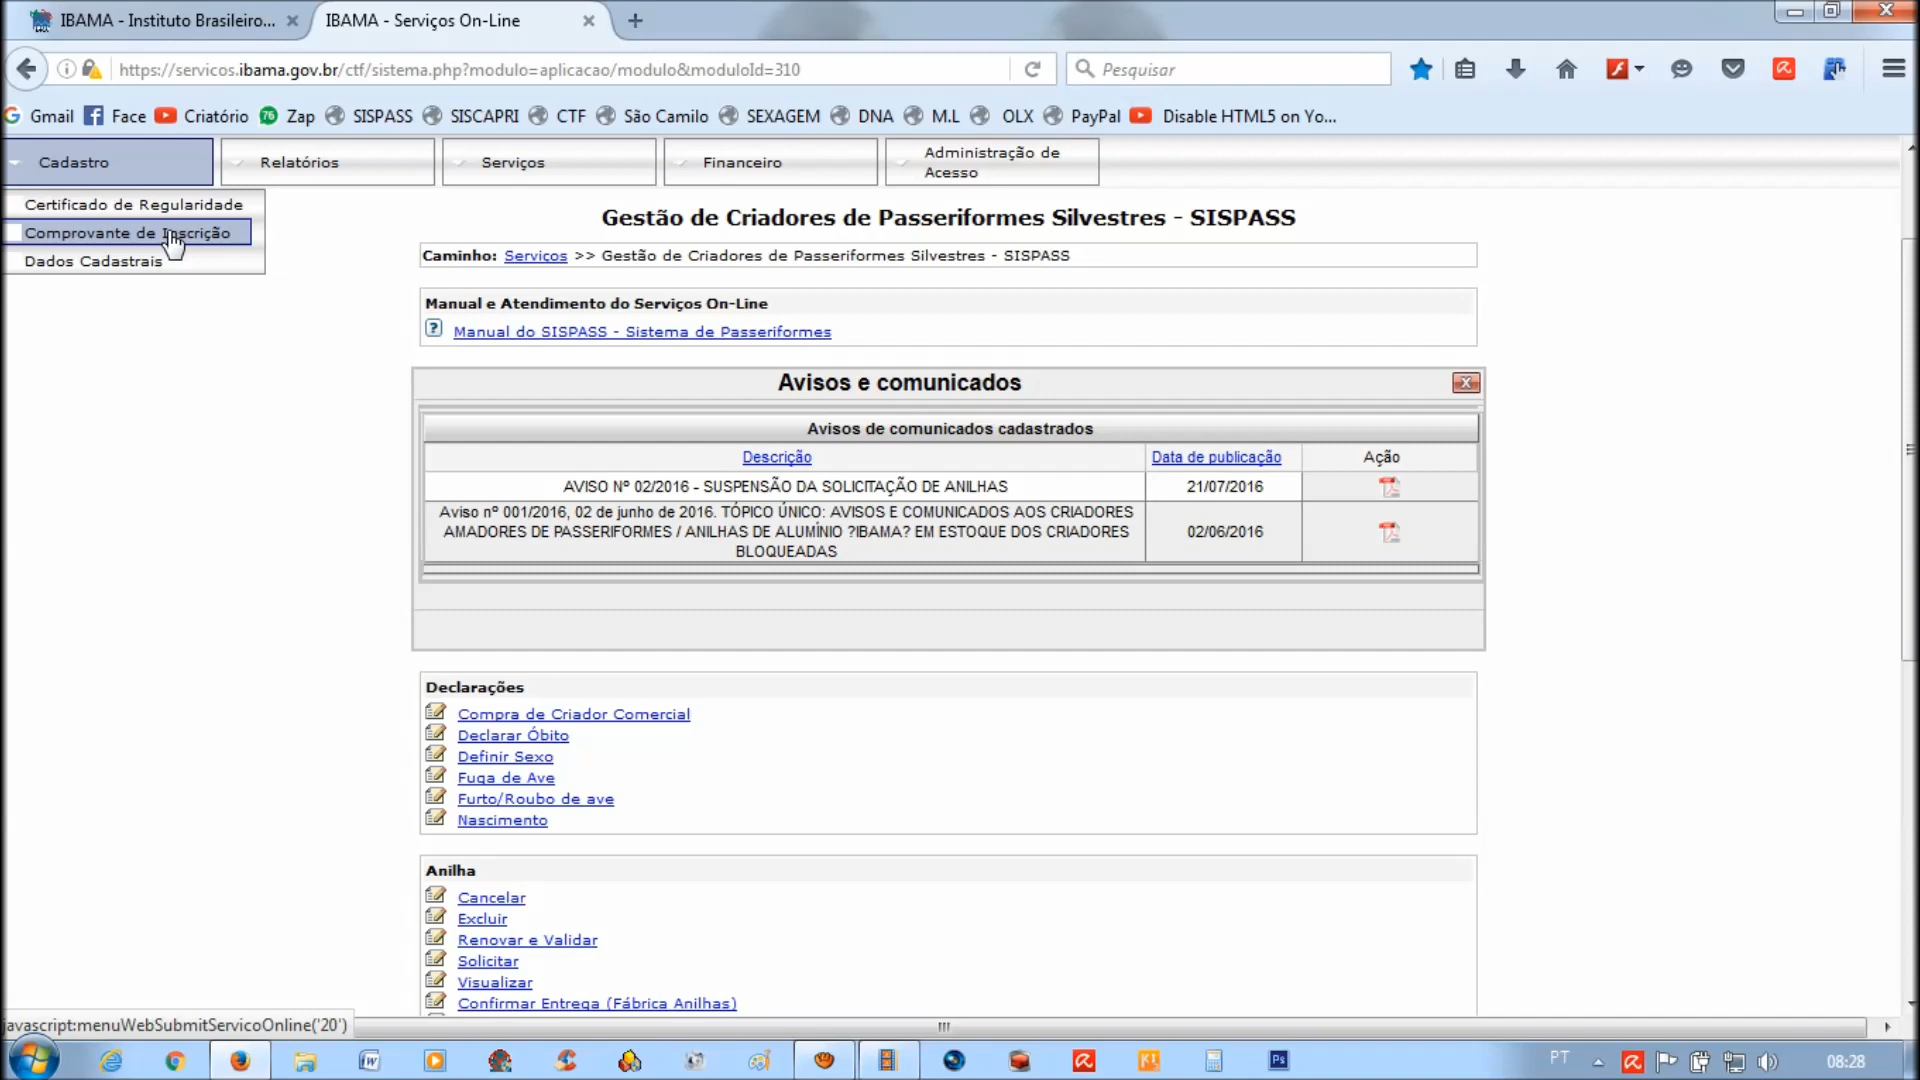 IBAMA - Instituto Brasileiro...
IBAMA - Serviços On-Line
https://servicos.ibama.gov.br/ctf/sistema.php?modulo=aplicacao/modulo&moduloId=310
Pesquisar
Gmail Face Criatório Zap SISPASS SISCAPRI CTF São Camilo SEXAGEM DNA M.L OLX PayPal Disable HTML5 on Yo...
Cadastro
Relatórios
Serviços
Financeiro
Administração de
Acesso
Certificado de Regularidade
Comprovante de Inscrição
Dados Cadastrais
Gestão de Criadores de Passeriformes Silvestres - SISPASS
Caminho: Serviços >> Gestão de Criadores de Passeriformes Silvestres - SISPASS
Manual e Atendimento do Serviços On-Line
Manual do SISPASS - Sistema de Passeriformes
Avisos e comunicados
Avisos de comunicados cadastrados
Descrição Data de publicação Ação
AVISO Nº 02/2016 - SUSPENSÃO DA SOLICITAÇÃO DE ANILHAS 21/07/2016
Aviso nº 001/2016, 02 de junho de 2016. TÓPICO ÚNICO: AVISOS E COMUNICADOS AOS CRIADORES
AMADORES DE PASSERIFORMES / ANILHAS DE ALUMÍNIO ?IBAMA? EM ESTOQUE DOS CRIADORES
BLOQUEADAS
02/06/2016
Declarações
Compra de Criador Comercial
Declarar Óbito
Definir Sexo
Fuga de Ave
Furto/Roubo de ave
Nascimento
Anilha
Cancelar
Excluir
Renovar e Validar
Solicitar
Visualizar
Confirmar Entrega (Fábrica Anilhas)
javascript:menuWebSubmitServicoOnline('20')
PT
08:28